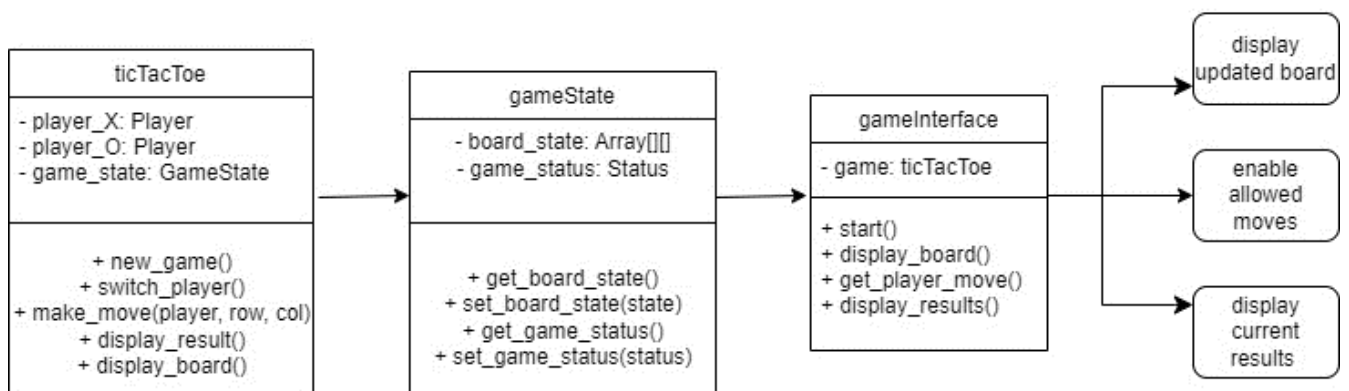 ticTacToe
- player_X: Player
- player_O: Player
- game_state: GameState
+ new_game()
+ switch_player()
+ make_move(player, row, col)
+ display_result()
+ display_board()
gameState
- board_state: Array[][]
- game_status: Status
+ get_board_state()
+ set_board_state(state)
+ get_game_status()
+ set_game_status(status)
gameInterface
- game: ticTacToe
+ start()
+ display_board()
+ get_player_move()
+ display_results()
display
updated board
enable
allowed
moves
display
current
results